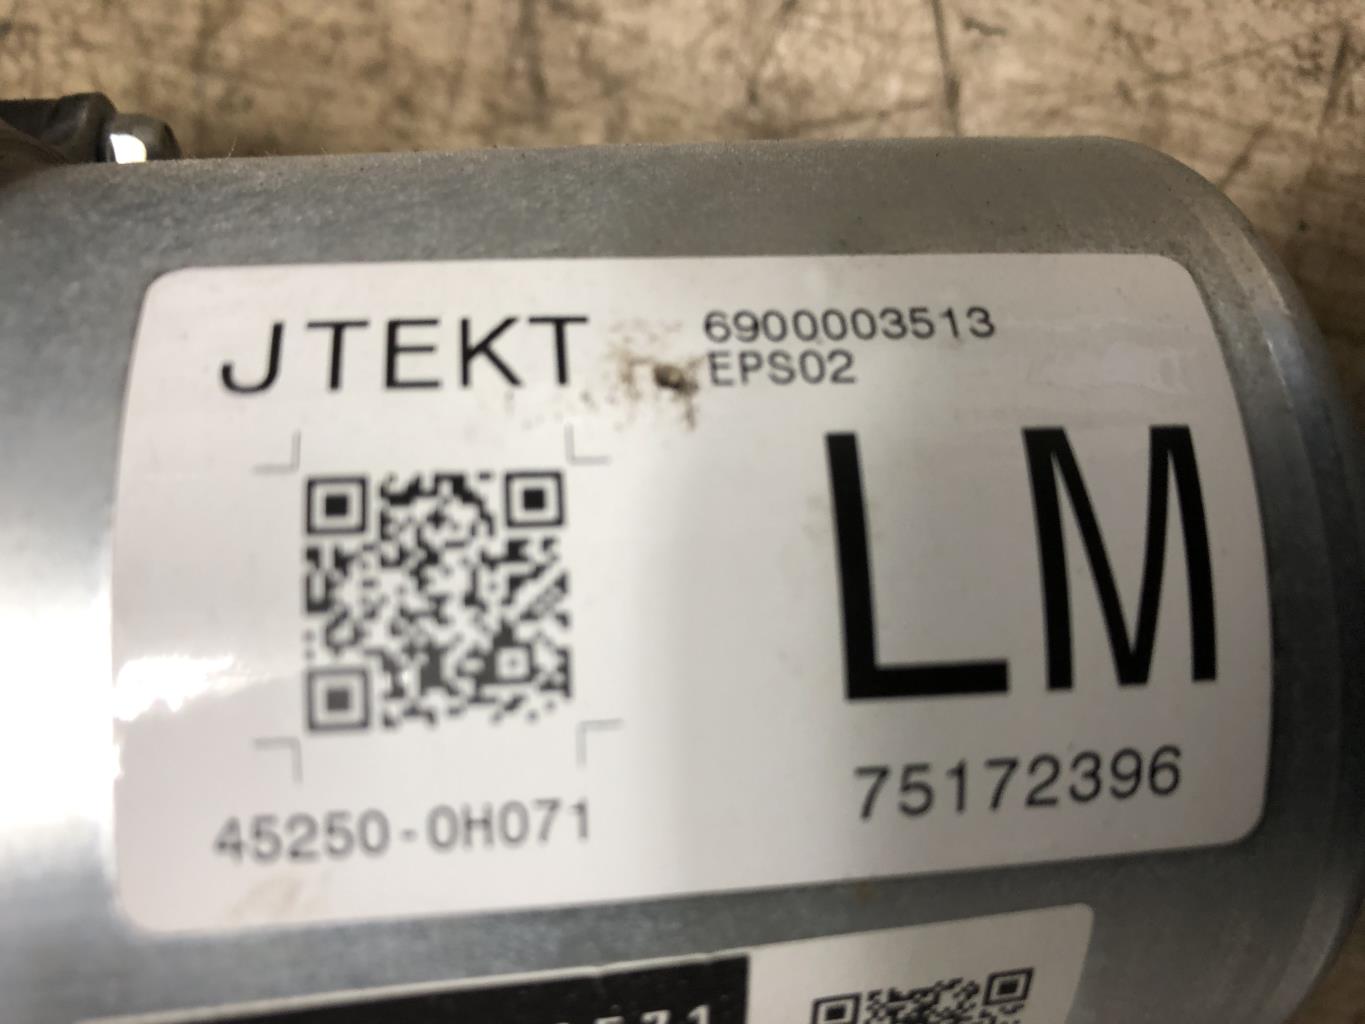 JTEKT
6900003513
EPS02
LM
45250-0H071
75172396